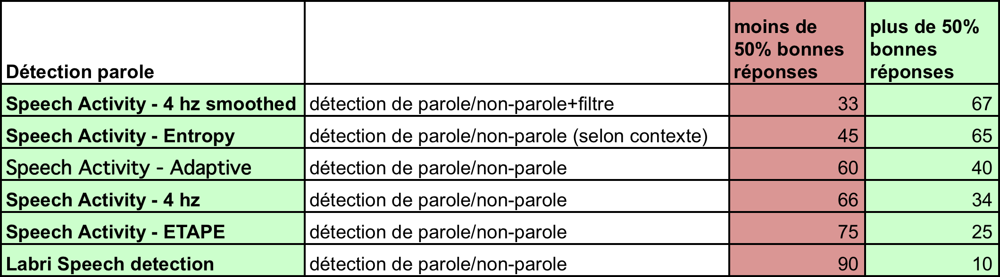 Détection parole
moins de
50% bonnes
réponses
plus de 50%
bonnes
réponses
Speech Activity - 4 hz smoothed détection de parole/non-parole+filtre 33 67
Speech Activity - Entropy détection de parole/non-parole (selon contexte) 45 65
Speech Activity - Adaptive détection de parole/non-parole 60 40
Speech Activity - 4 hz détection de parole/non-parole 66 34
Speech Activity - ETAPE détection de parole/non-parole 75 25
Labri Speech detection détection de parole/non-parole 90 10